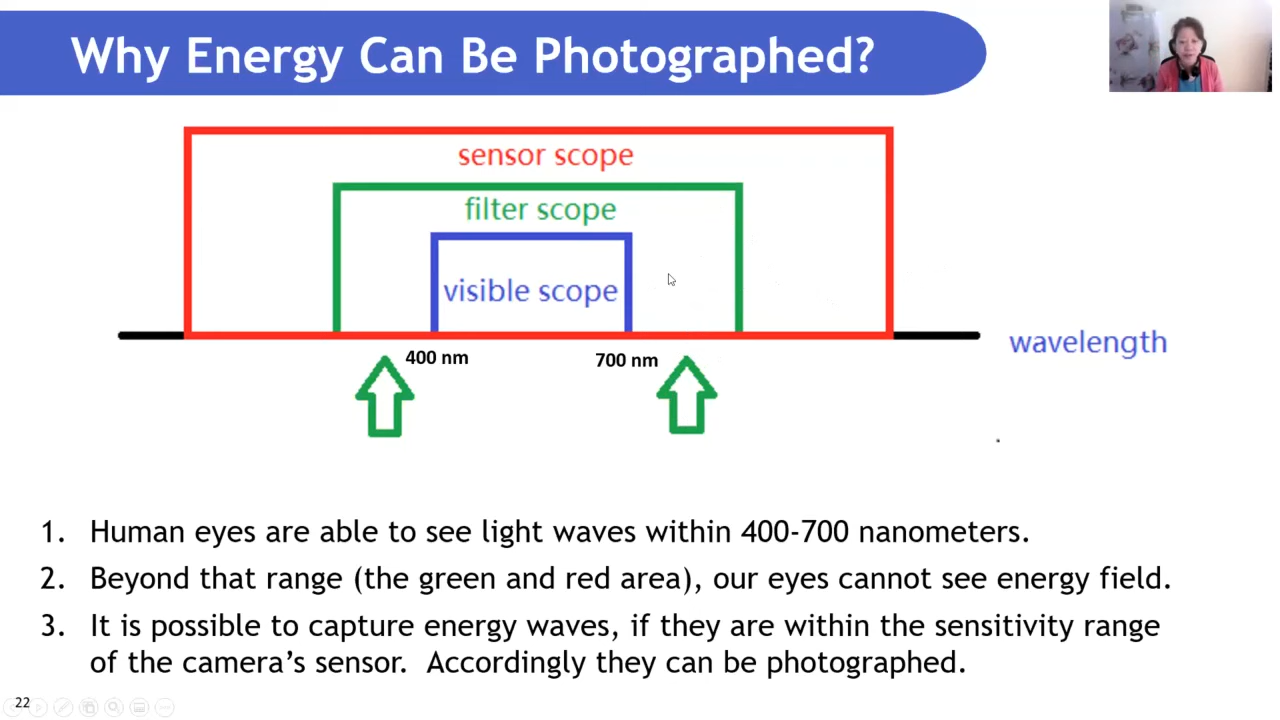 Why Energy Can Be Photographed?
sensor scope
filter scope
visible scope
400 nm
700 nm
wavelength
1. Human eyes are able to see light waves within 400-700 nanometers.
2. Beyond that range (the green and red area), our eyes cannot see energy field.
3. It is possible to capture energy waves, if they are within the sensitivity range
of the camera’s sensor. Accordingly they can be photographed.
22